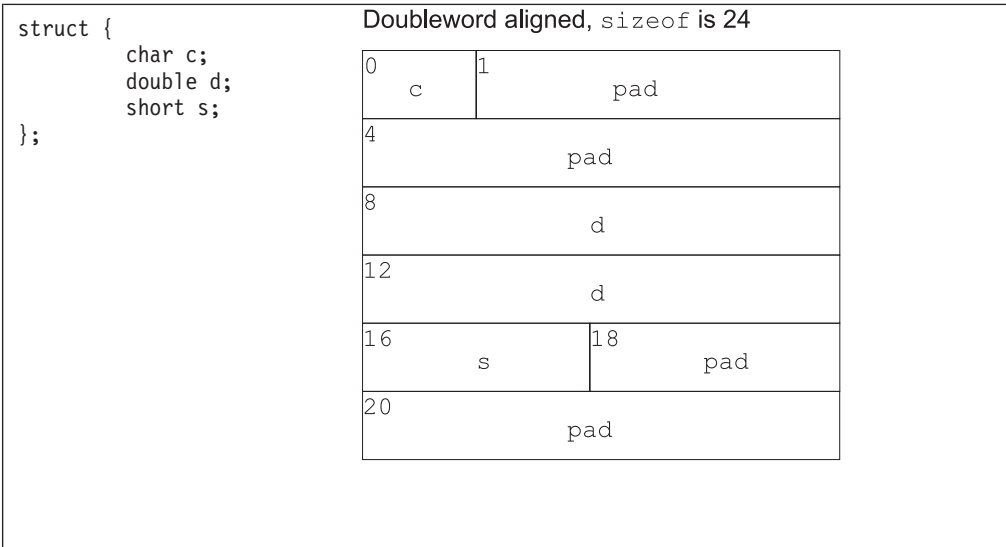 struct {
char c;
double d;
short s;
};
Doubleword aligned, sizeof is 24
0 c 1 pad
4 pad
8 d
12 d
16 s 18 pad
20 pad